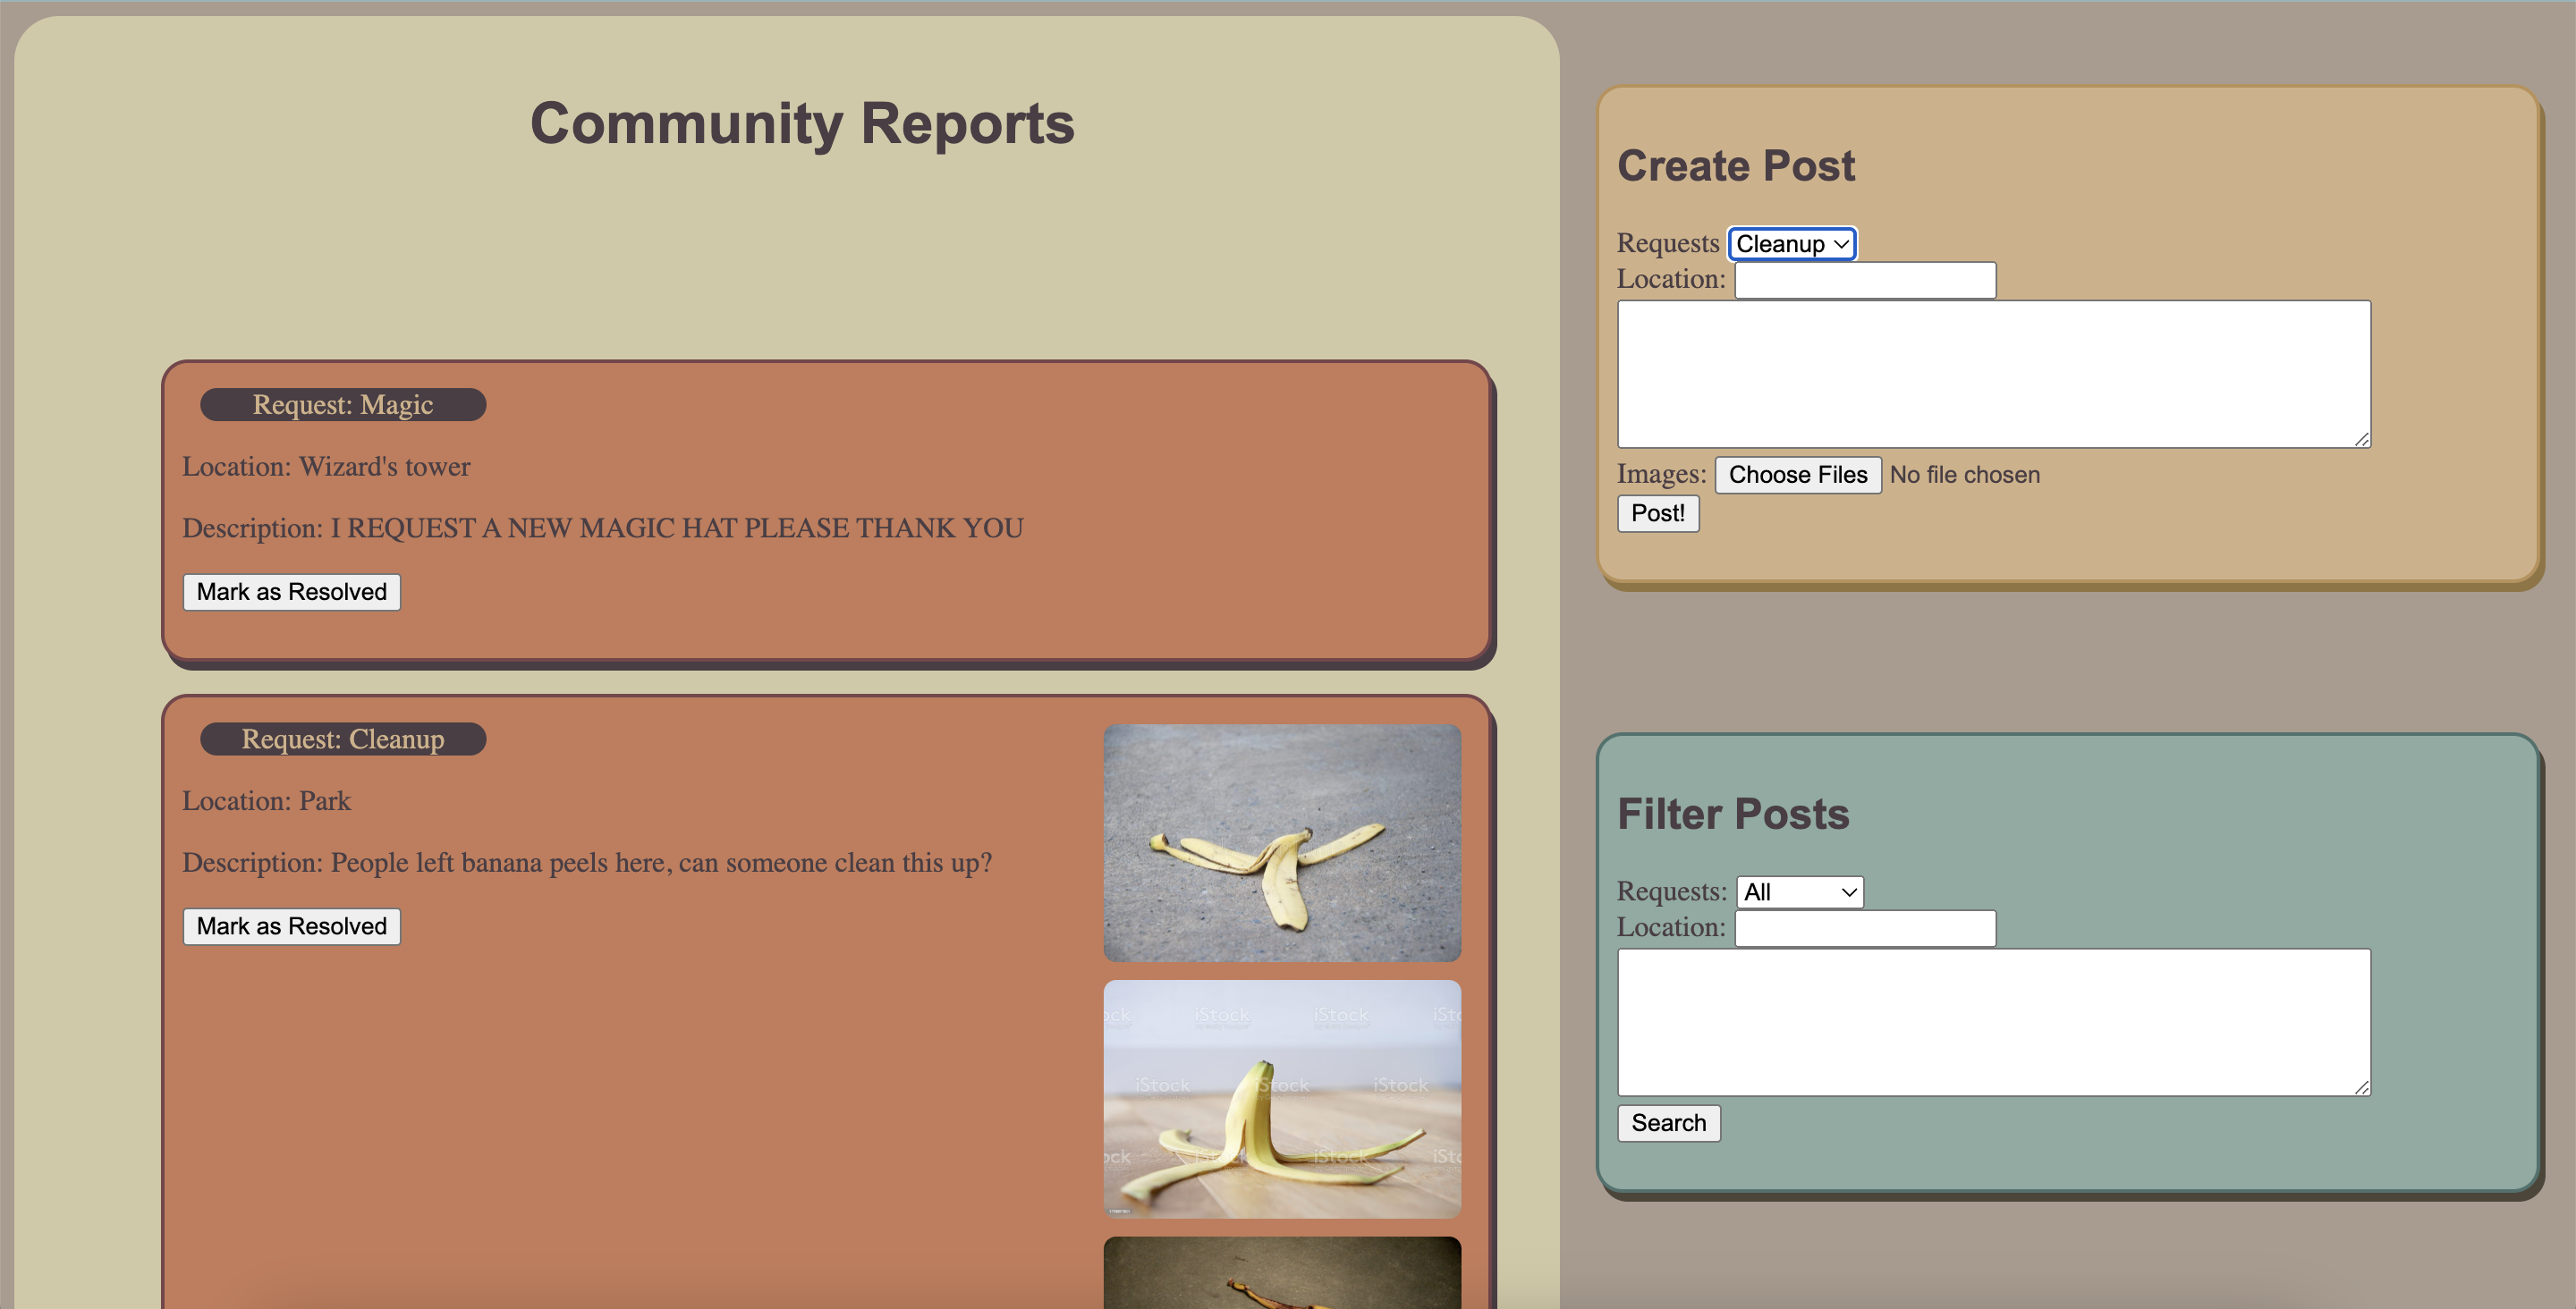 Community Reports
Request: Magic
Location: Wizard's tower
Description: I REQUEST A NEW MAGIC HAT PLEASE THANK YOU
Mark as Resolved
Request: Cleanup
Location: Park
Description: People left banana peels here, can someone clean this up?
Mark as Resolved
iStock iStock
iStock iStock iStock
iStock iStock
Create Post
Requests Cleanup
Location:
Images: Choose Files No file chosen
Post!
Filter Posts
Requests: All
Location:
Search